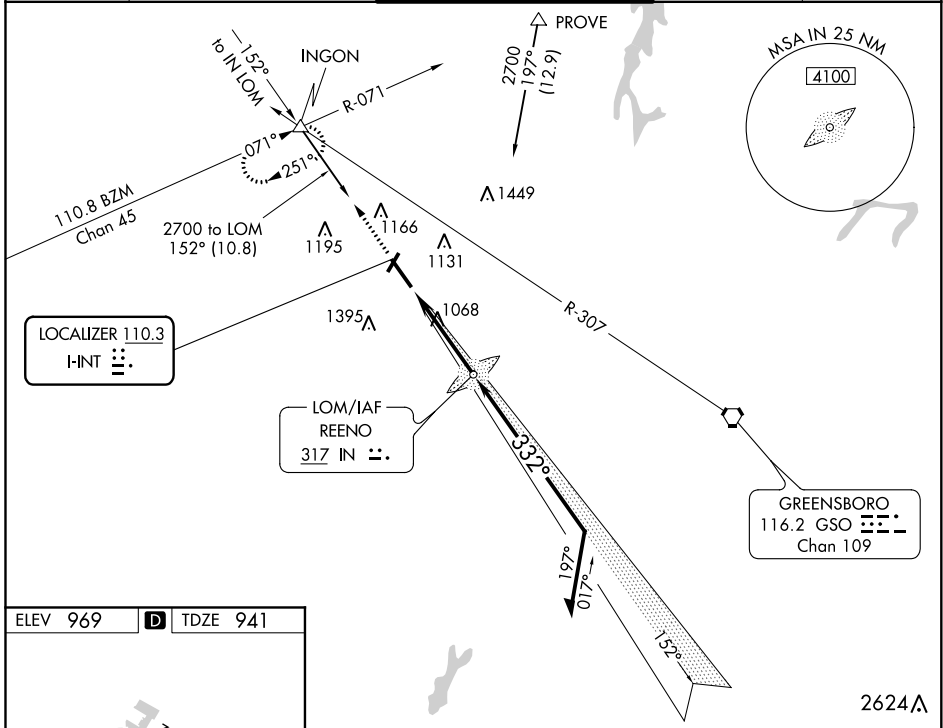 PROVE
2700
197°
(12.9)
MSA IN 25 NM
4100
152°
to IN LOM
INGON
R-071
071°
251°
110.8 BZM
Chan 45
2700 to LOM
152° (10.8)
1449
1166
1195
1131
1395
1068
R-307
LOCALIZER 110.3
I-INT
LOM/IAF
REENO
317 IN
332°
GREENSBORO
116.2 GSO
Chan 109
197°
017°
152°
2624
ELEV 969 D TDZE 941